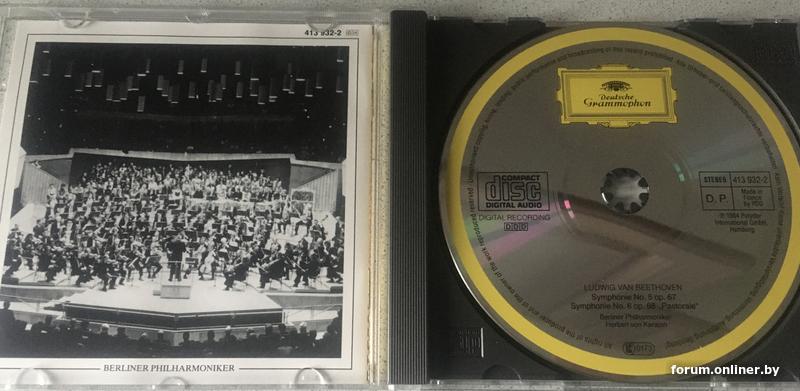 413 932-2
BERLINER PHILHARMONIKER
Deutsche
Grammophon
COMPACT
disc
DIGITAL AUDIO
DIGITAL RECORDING
DDD
STEREO 413 932-2
D.P.
Made in
France
by PDG
℗ 1984 Polydor
International GmbH,
Hamburg
LUDWIG VAN BEETHOVEN
Symphonie No. 5 op. 67
Symphonie No. 6 op. 68 „Pastorale“
Berliner Philharmoniker
Herbert von Karajan
forum.onliner.by